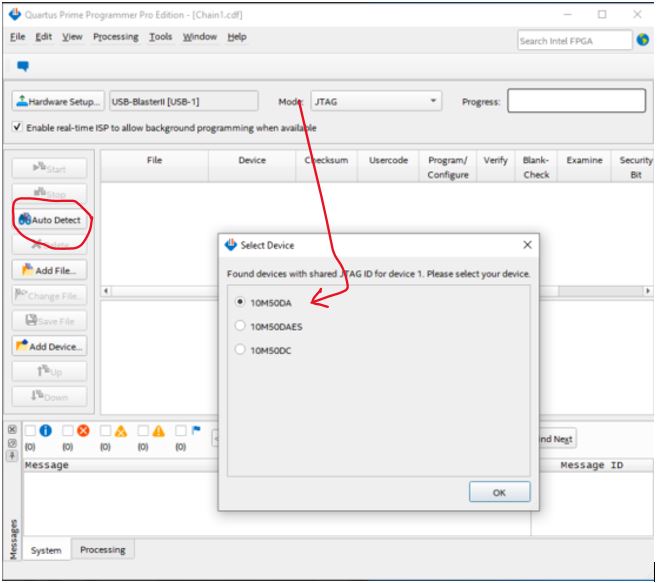 Quartus Prime Programmer Pro Edition - [Chain1.cdf]
File Edit View Processing Tools Window Help
Search Intel FPGA
Hardware Setup... USB-BlasterII [USB-1] Mode: JTAG Progress:
Enable real-time ISP to allow background programming when available
File Device Checksum Usercode Program/ Verify Blank- Examine Security
Configure Check Bit
Start
Stop
Auto Detect
Delete
Add File...
Change File...
Save File
Add Device...
Up
Down
Select Device
Found devices with shared JTAG ID for device 1. Please select your device.
10M50DA
10M50DAES
10M50DC
OK
(0) (0) (0) (0) (0)
<
nd Next
Message Message ID
Messages
System Processing